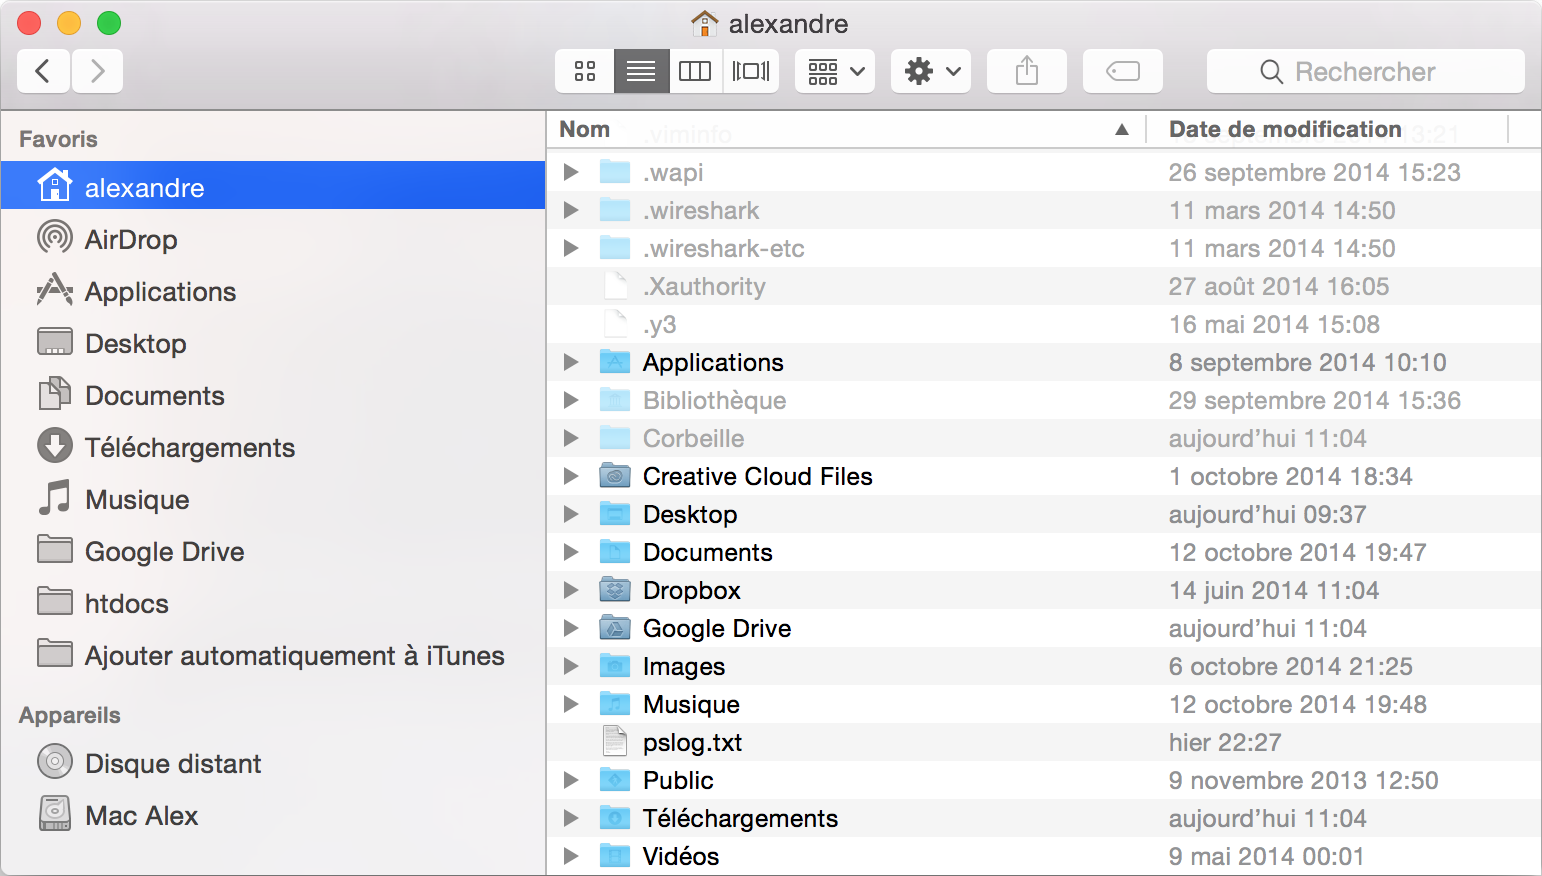 alexandre
Rechercher
Favoris
alexandre
AirDrop
Applications
Desktop
Documents
Téléchargements
Musique
Google Drive
htdocs
Ajouter automatiquement à iTunes
Appareils
Disque distant
Mac Alex
Nom Date de modification
.viminfo 13:21
.wapi 26 septembre 2014 15:23
.wireshark 11 mars 2014 14:50
.wireshark-etc 11 mars 2014 14:50
.Xauthority 27 août 2014 16:05
.y3 16 mai 2014 15:08
Applications 8 septembre 2014 10:10
Bibliothèque 29 septembre 2014 15:36
Corbeille aujourd’hui 11:04
Creative Cloud Files 1 octobre 2014 18:34
Desktop aujourd’hui 09:37
Documents 12 octobre 2014 19:47
Dropbox 14 juin 2014 11:04
Google Drive aujourd’hui 11:04
Images 6 octobre 2014 21:25
Musique 12 octobre 2014 19:48
pslog.txt hier 22:27
Public 9 novembre 2013 12:50
Téléchargements aujourd’hui 11:04
Vidéos 9 mai 2014 00:01